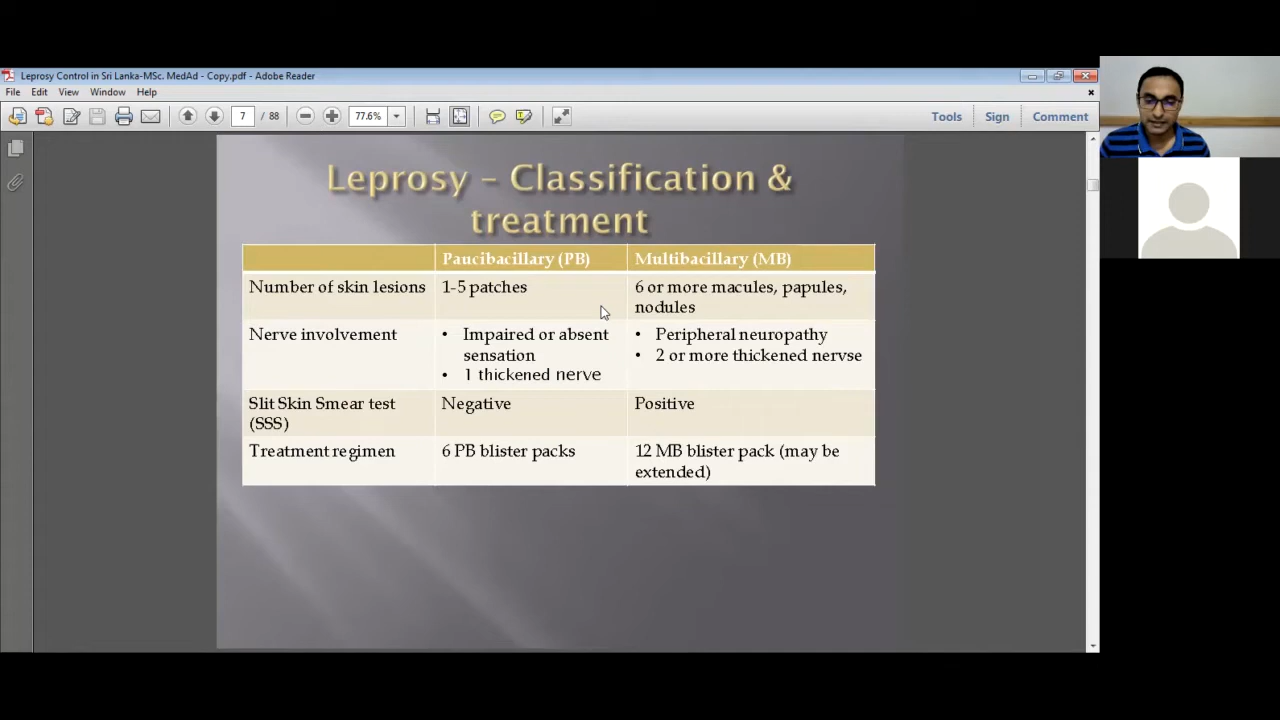 Leprosy Control in Sri Lanka-MSc. MedAd - Copy.pdf - Adobe Reader
File Edit View Window Help
7 / 88 77.6% Tools Sign Comment
Leprosy – Classification &
treatment
Paucibacillary (PB) Multibacillary (MB)
Number of skin lesions 1-5 patches 6 or more macules, papules,
nodules
Nerve involvement • Impaired or absent • Peripheral neuropathy
sensation • 2 or more thickened nervse
• 1 thickened nerve
Slit Skin Smear test Negative Positive
(SSS)
Treatment regimen 6 PB blister packs 12 MB blister pack (may be
extended)